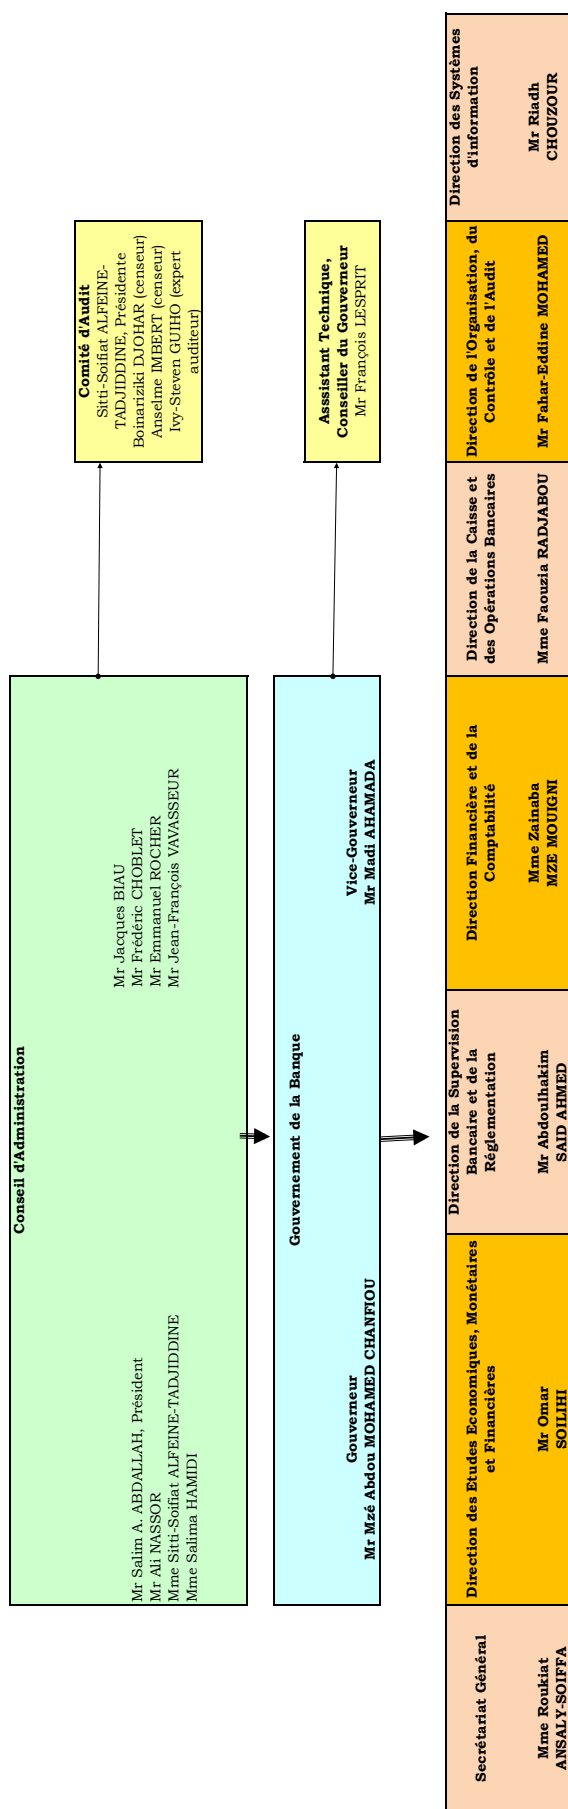 Conseil d'Administration
Mr Salim A. ABDALLAH, Président
Mr Ali NASSOR
Mme Sitti-Soifiat ALFEINE-TADJIDDINE
Mme Salima HAMIDI
Mr Jacques BIAU
Mr Frédéric CHOBLET
Mr Emmanuel ROCHER
Mr Jean-François VAVASSEUR
Comité d'Audit
Sitti-Soifiat ALFEINE-
TADJIDDINE, Présidente
Boinariziki DJOHAR (censeur)
Anselme IMBERT (censeur)
Ivy-Steven GUIHO (expert
auditeur)
Gouvernement de la Banque
Gouverneur
Mr Mzé Abdou MOHAMED CHANFIOU
Vice-Gouverneur
Mr Madi AHAMADA
Asssistant Technique,
Conseiller du Gouverneur
Mr François LESPRIT
Secrétariat Général
Mme Roukiat
ANSALY-SOIFFA
Direction des Etudes Economiques, Monétaires
et Financières
Mr Omar
SOILIHI
Direction de la Supervision
Bancaire et de la
Réglementation
Mr Abdoulhakim
SAID AHMED
Direction Financière et de la
Comptabilité
Mme Zainaba
MZE MOUIGNI
Direction de la Caisse et
des Opérations Bancaires
Mme Faouzia RADJABOU
Direction de l'Organisation, du
Contrôle et de l'Audit
Mr Fahar-Eddine MOHAMED
Direction des Systèmes
d'information
Mr Riadh
CHOUZOUR